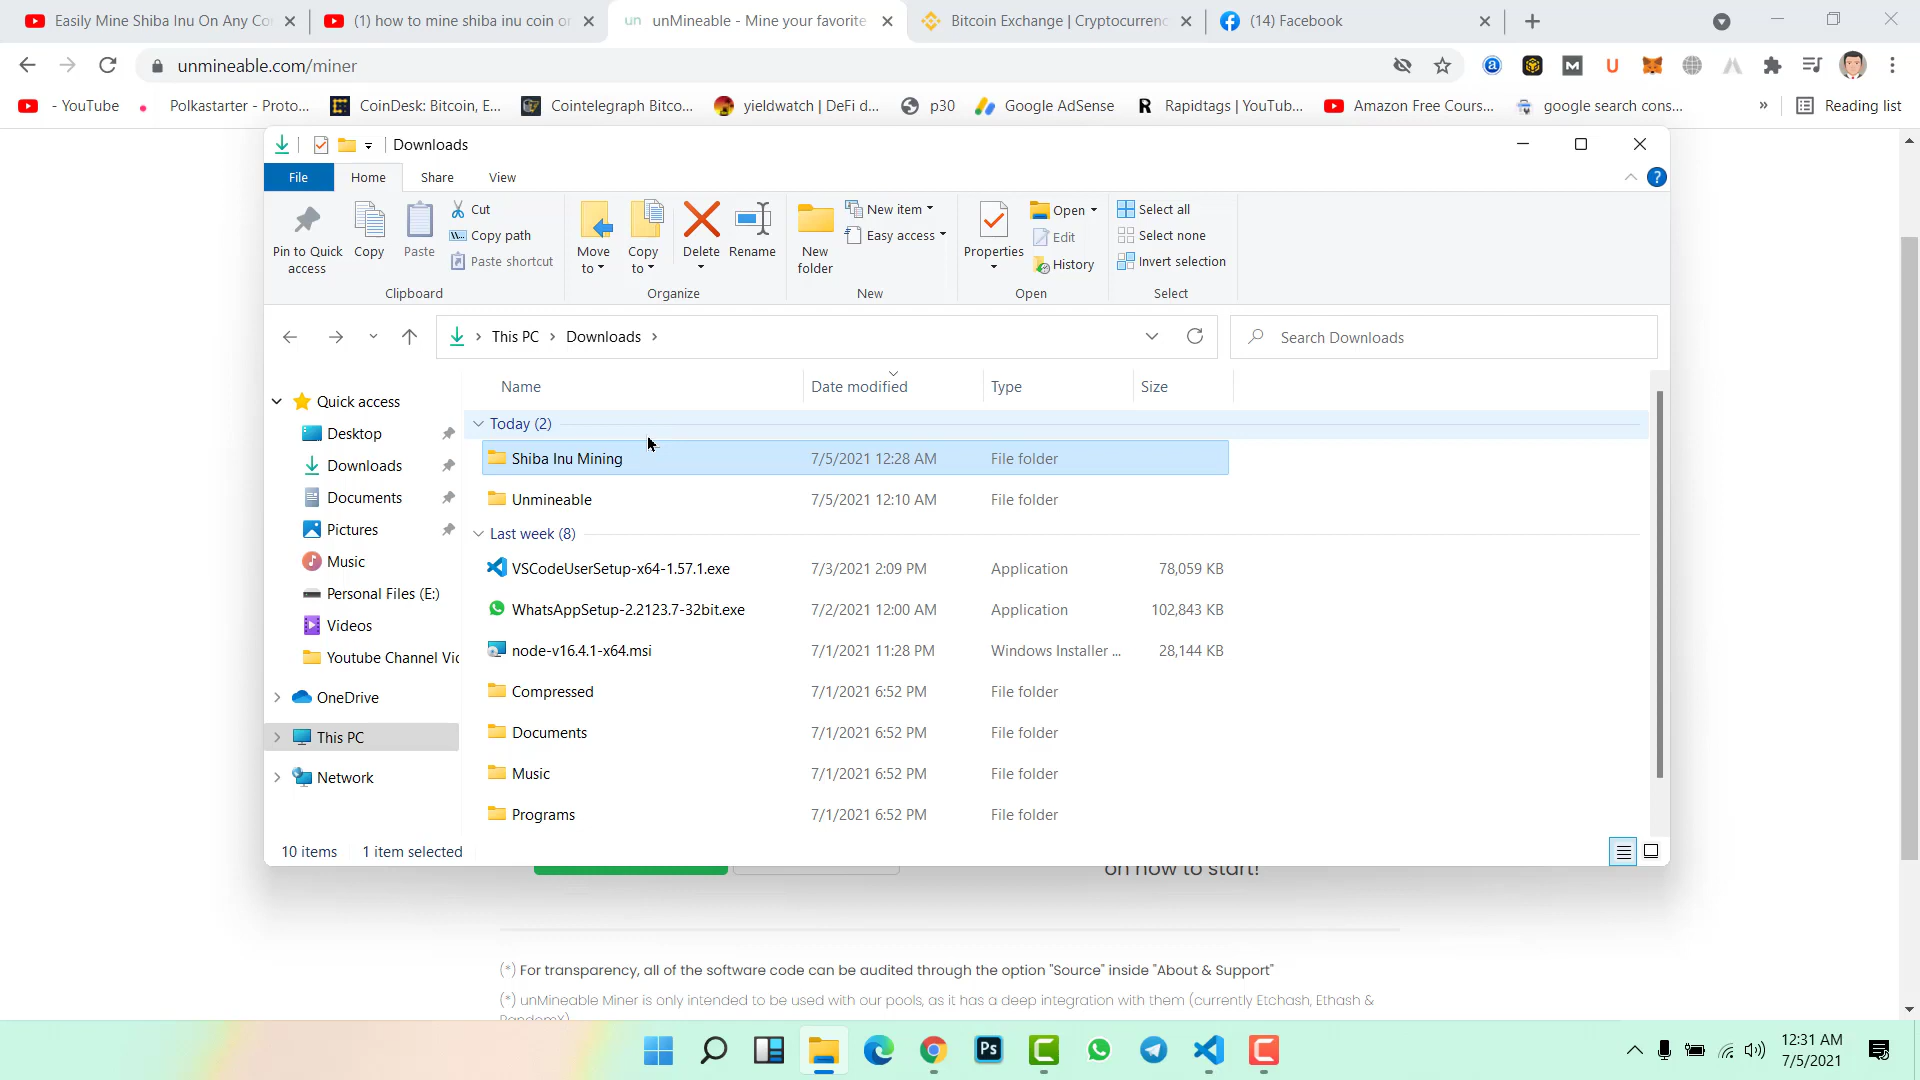 Easily Mine Shiba Inu On Any Co
(1) how to mine shiba inu coin o
unMineable - Mine your favorite
Bitcoin Exchange | Cryptocurrenc
(14) Facebook
unmineable.com/miner
- YouTube
Polkastarter - Proto...
CoinDesk: Bitcoin, E...
Cointelegraph Bitco...
yieldwatch | DeFi d...
p30
Google AdSense
Rapidtags | YouTub...
Amazon Free Cours...
google search cons...
»
Reading list
Downloads
File
Home
Share
View
Pin to Quick access
Copy
Paste
Cut
Copy path
Paste shortcut
Clipboard
Move to
Copy to
Delete
Rename
Organize
New folder
New item
Easy access
New
Properties
Open
Edit
History
Open
Select all
Select none
Invert selection
Select
This PC > Downloads >
Search Downloads
Name
Date modified
Type
Size
Quick access
Desktop
Downloads
Documents
Pictures
Music
Personal Files (E:)
Videos
Youtube Channel Vic
OneDrive
This PC
Network
Today (2)
Shiba Inu Mining 7/5/2021 12:28 AM File folder
Unmineable 7/5/2021 12:10 AM File folder
Last week (8)
VSCodeUserSetup-x64-1.57.1.exe 7/3/2021 2:09 PM Application 78,059 KB
WhatsAppSetup-2.2123.7-32bit.exe 7/2/2021 12:00 AM Application 102,843 KB
node-v16.4.1-x64.msi 7/1/2021 11:28 PM Windows Installer ... 28,144 KB
Compressed 7/1/2021 6:52 PM File folder
Documents 7/1/2021 6:52 PM File folder
Music 7/1/2021 6:52 PM File folder
Programs 7/1/2021 6:52 PM File folder
10 items 1 item selected
on how to start!
(*) For transparency, all of the software code can be audited through the option "Source" inside "About & Support"
(*) unMineable Miner is only intended to be used with our pools, as it has a deep integration with them (currently Etchash, Ethash &
RandomX)
12:31 AM
7/5/2021